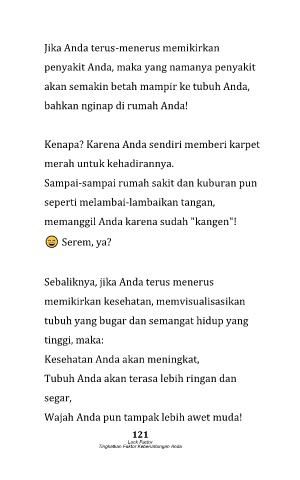 Jika Anda terus-menerus memikirkan
penyakit Anda, maka yang namanya penyakit
akan semakin betah mampir ke tubuh Anda,
bahkan nginap di rumah Anda!
Kenapa? Karena Anda sendiri memberi karpet
merah untuk kehadirannya.
Sampai-sampai rumah sakit dan kuburan pun
seperti melambai-lambaikan tangan,
memanggil Anda karena sudah "kangen"!
😄 Serem, ya?
Sebaliknya, jika Anda terus menerus
memikirkan kesehatan, memvisualisasikan
tubuh yang bugar dan semangat hidup yang
tinggi, maka:
Kesehatan Anda akan meningkat,
Tubuh Anda akan terasa lebih ringan dan
segar,
Wajah Anda pun tampak lebih awet muda!
121
Luck Factor
Tingkatkan Faktor Keberuntungan Anda